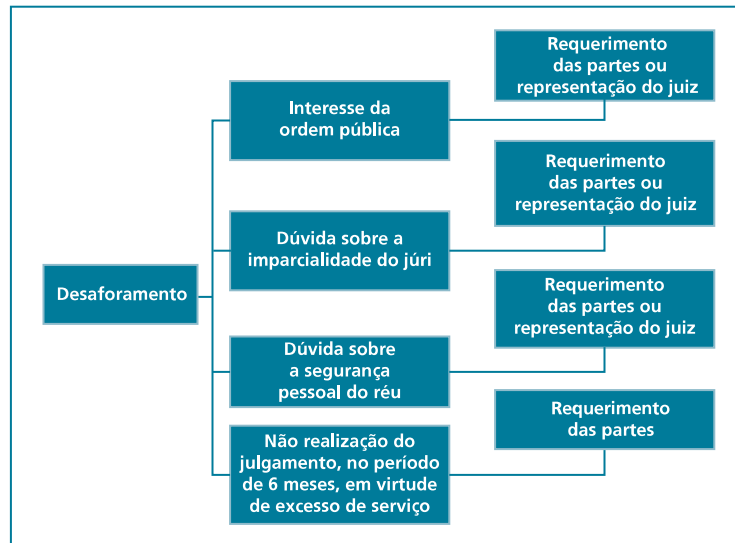 Desaforamento
Interesse da
ordem pública
Requerimento
das partes ou
representação do juiz
Dúvida sobre a
imparcialidade do júri
Requerimento
das partes ou
representação do juiz
Dúvida sobre
a segurança
pessoal do réu
Requerimento
das partes ou
representação do juiz
Não realização do
julgamento, no período
de 6 meses, em virtude
de excesso de serviço
Requerimento
das partes